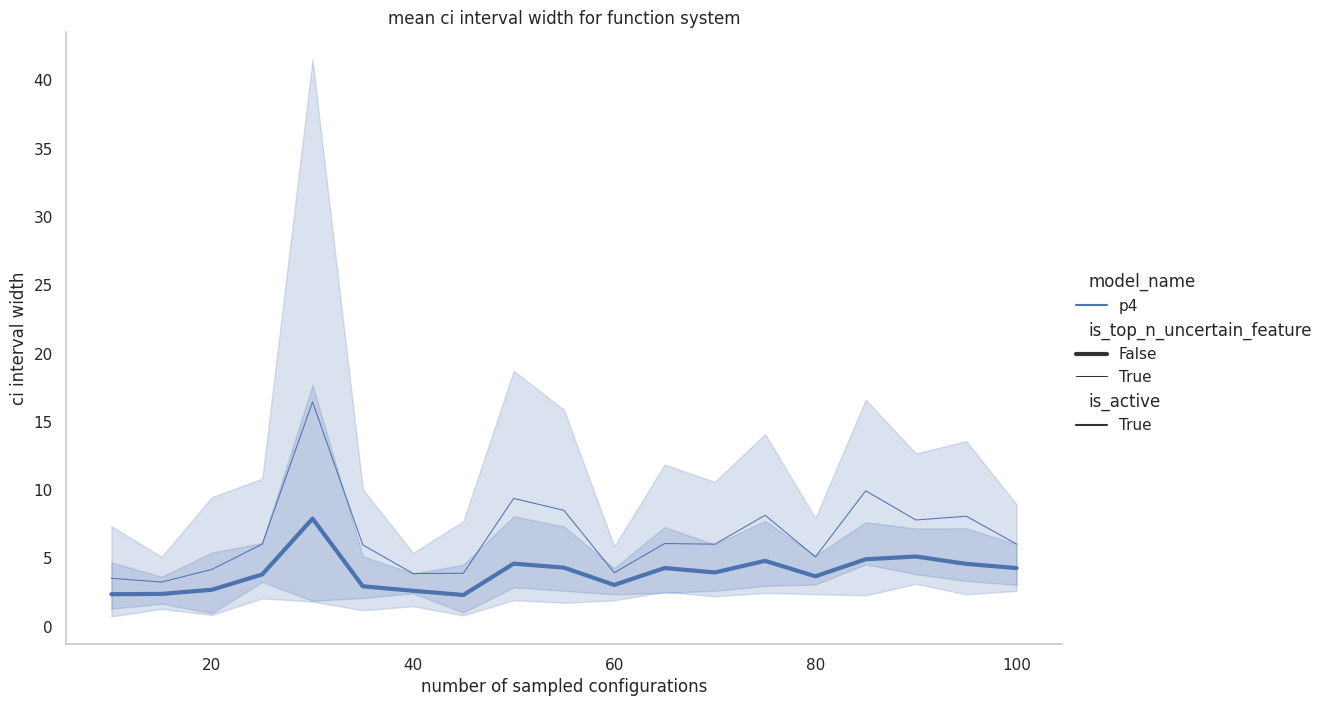 mean ci interval width for function system
ci interval width
40
35
30
25
20
15
10
5
0
20
40
60
80
100
number of sampled configurations
model_name
p4
is_top_n_uncertain_feature
False
True
is_active
True